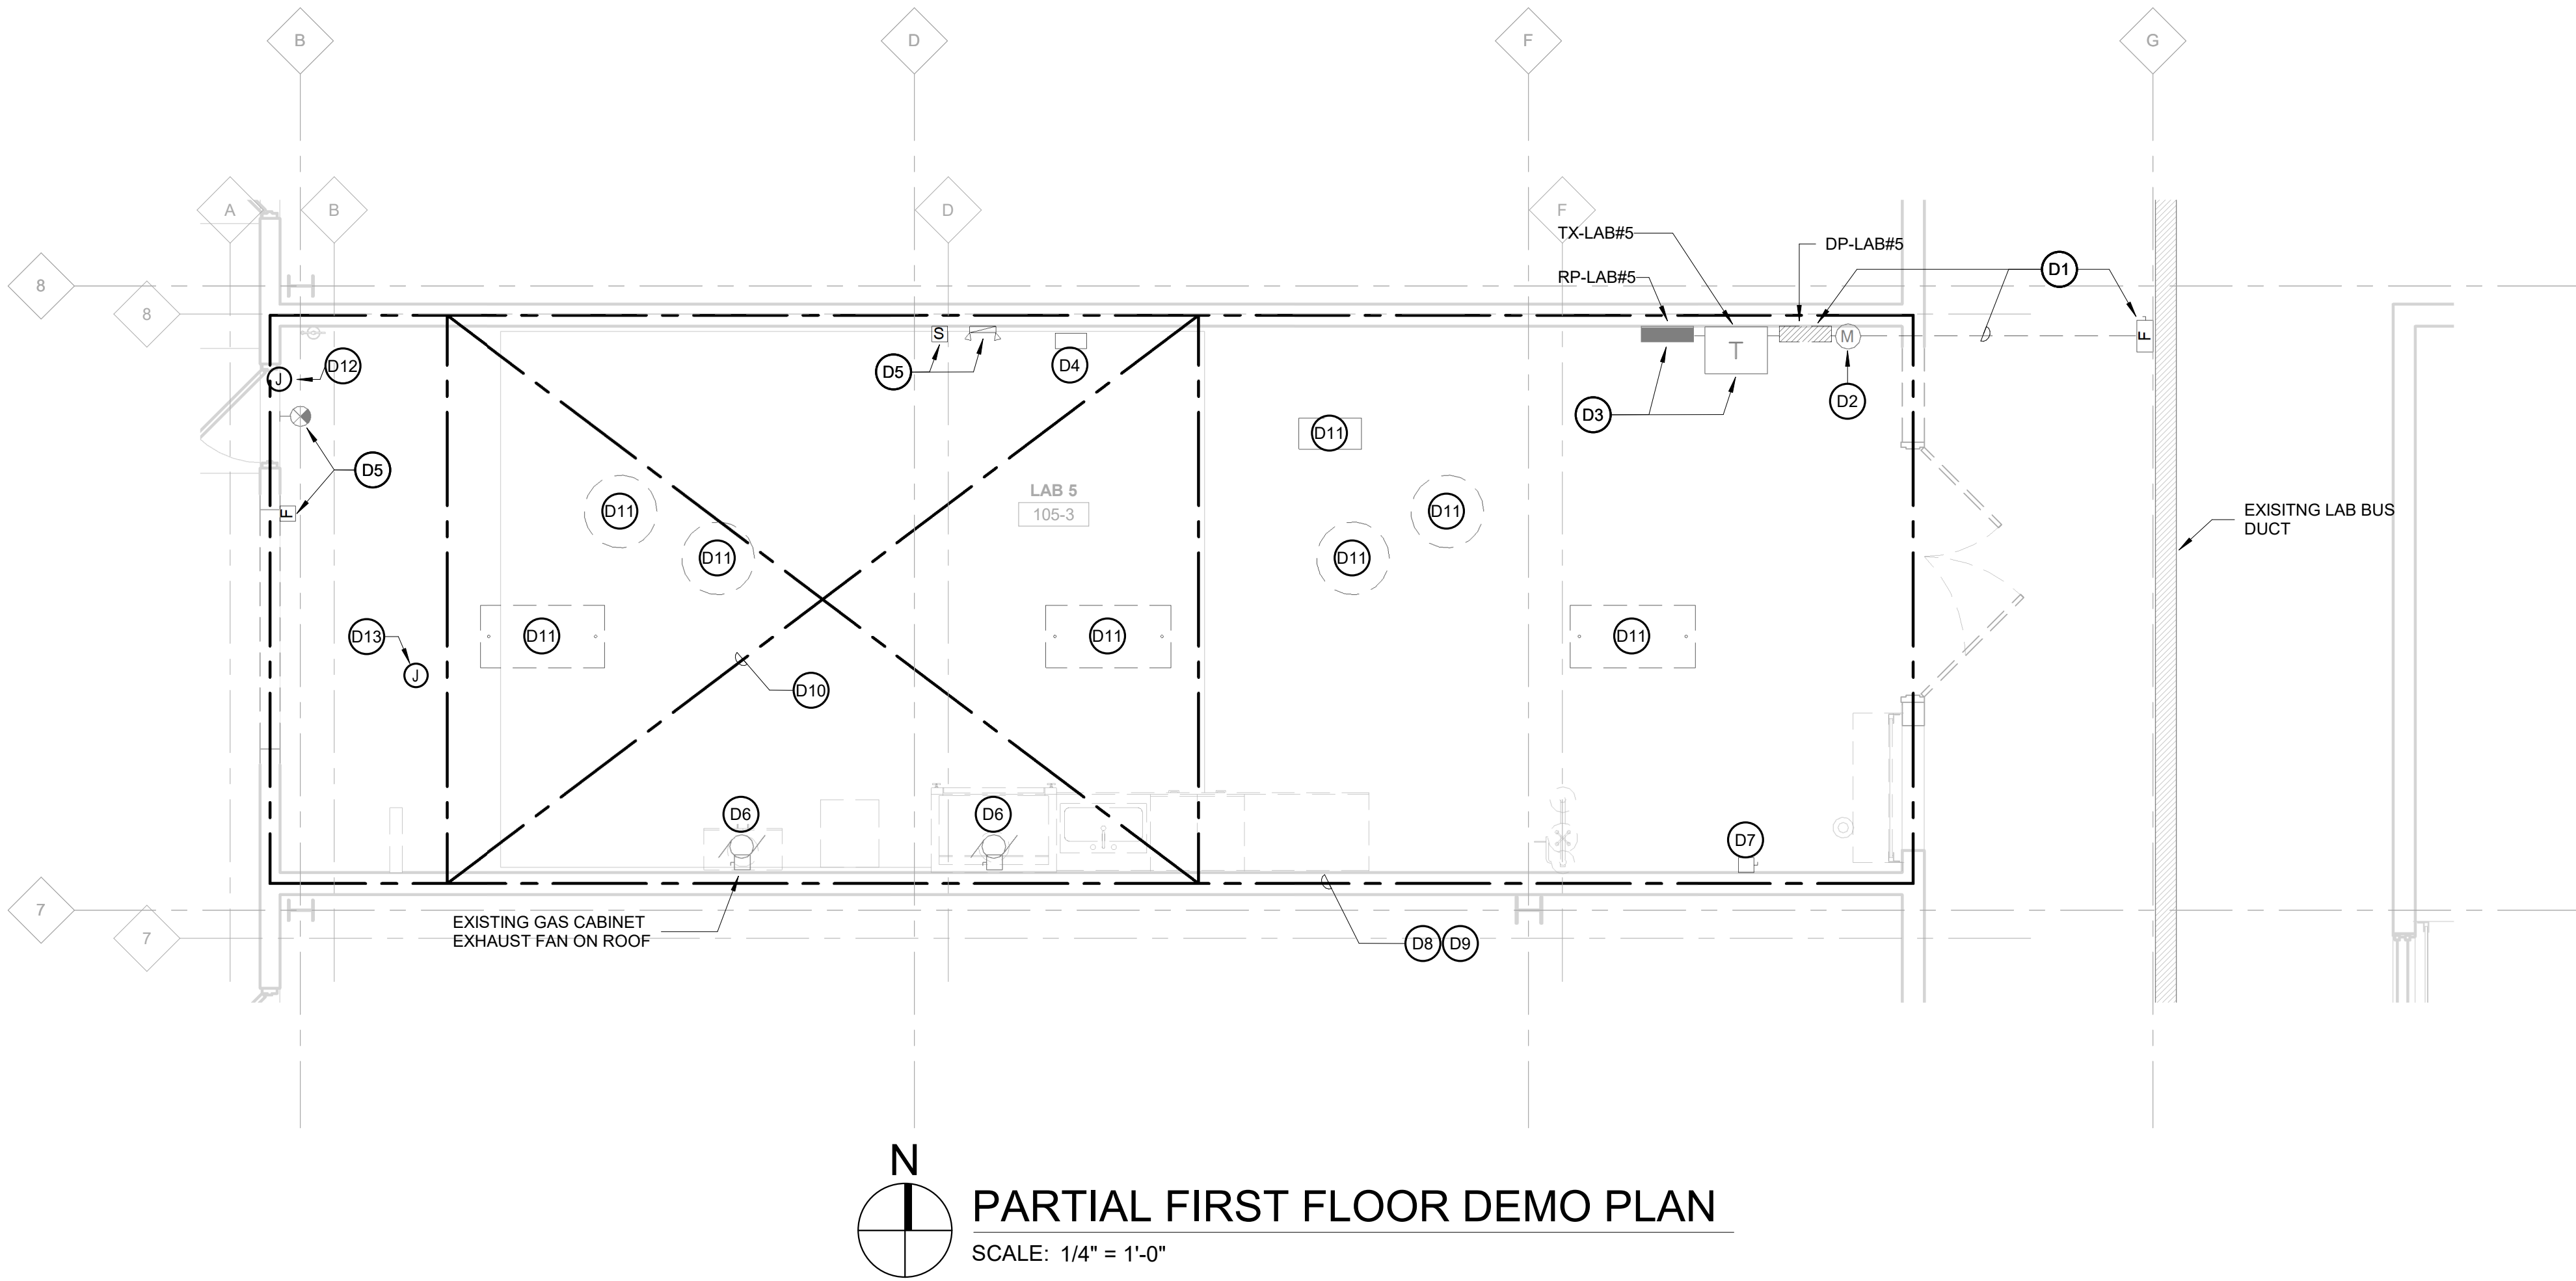 B
D
F
G
A
B
D
F
TX-LAB#5
DP-LAB#5
D1
8
8
RP-LAB#5
S
F
M
T
D12
J
D5
D4
D2
D3
D11
D5
LAB 5
105-3
D11
D11
F
D11
D11
EXISITNG LAB BUS
DUCT
D13
D11
D11
D11
J
D10
D6
D6
D7
7
7
EXISTING GAS CABINET
EXHAUST FAN ON ROOF
D8
D9
N
PARTIAL FIRST FLOOR DEMO PLAN
SCALE: 1/4" = 1'-0"